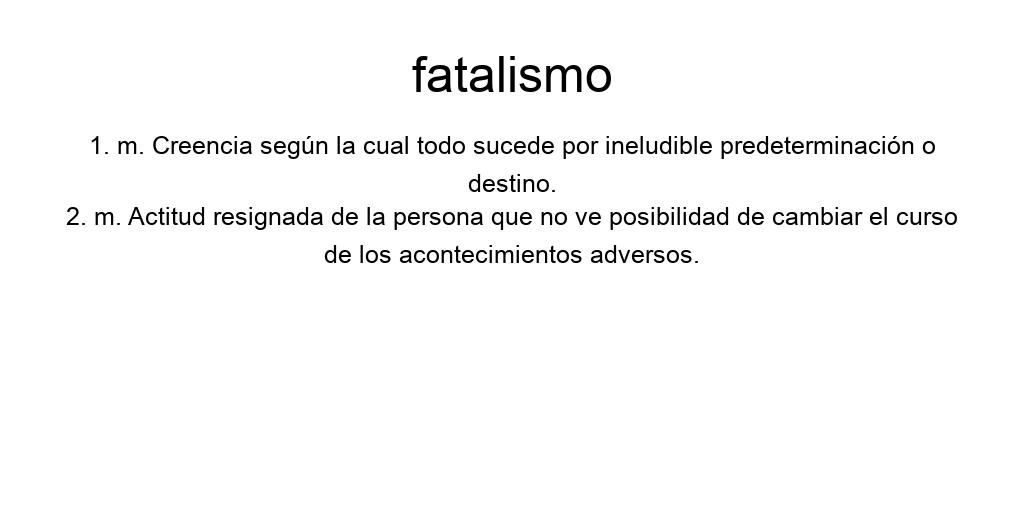 fatalismo
1. m. Creencia según la cual todo sucede por ineludible predeterminación o
destino.
2. m. Actitud resignada de la persona que no ve posibilidad de cambiar el curso
de los acontecimientos adversos.